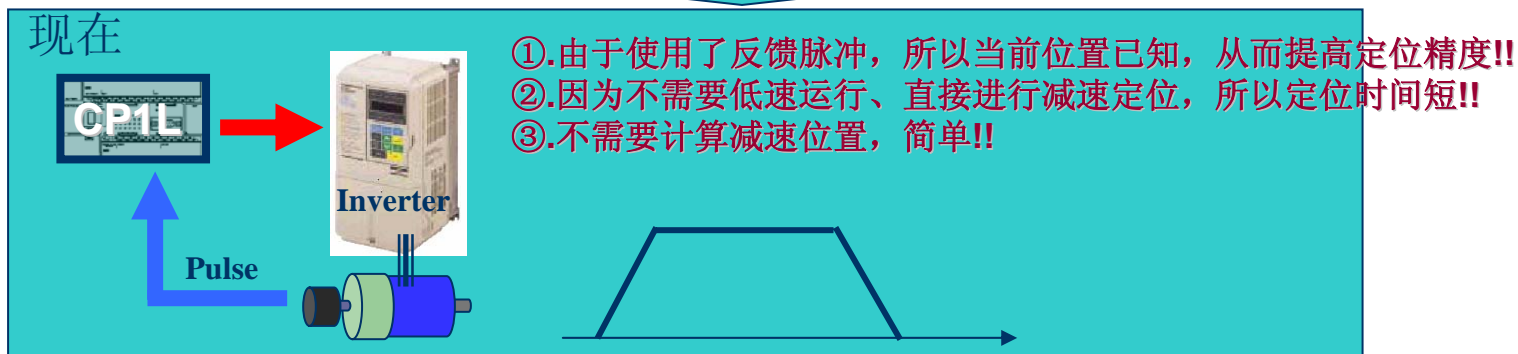 现在
①.由于使用了反馈脉冲，所以当前位置已知，从而提高定位精度!!
②.因为不需要低速运行、直接进行减速定位，所以定位时间短!!
③.不需要计算减速位置，简单!!
CP1L
Inverter
Pulse